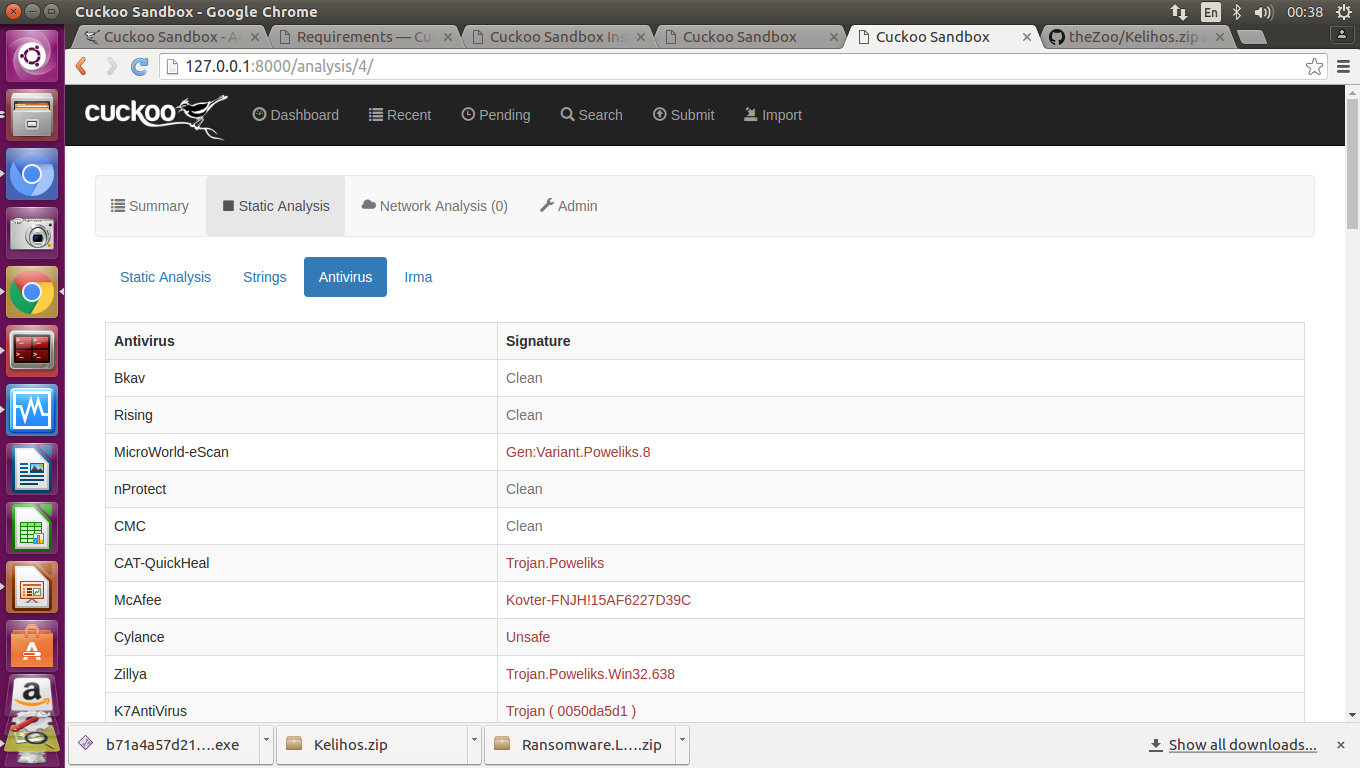 Cuckoo Sandbox - Google Chrome
En
00:38
Cuckoo Sandbox - A
Requirements — Cu
Cuckoo Sandbox Ins
Cuckoo Sandbox
Cuckoo Sandbox
theZoo/Kelihos.zip a
127.0.0.1:8000/analysis/4/
cuckoo
Dashboard
Recent
Pending
Search
Submit
Import
Summary
Static Analysis
Network Analysis (0)
Admin
Static Analysis
Strings
Antivirus
Irma
Antivirus Signature
Bkav Clean
Rising Clean
MicroWorld-eScan Gen:Variant.Poweliks.8
nProtect Clean
CMC Clean
CAT-QuickHeal Trojan.Poweliks
McAfee Kovter-FNJH!15AF6227D39C
Cylance Unsafe
Zillya Trojan.Poweliks.Win32.638
K7AntiVirus Trojan ( 0050da5d1 )
b71a4a57d21....exe
Kelihos.zip
Ransomware.L....zip
Show all downloads...